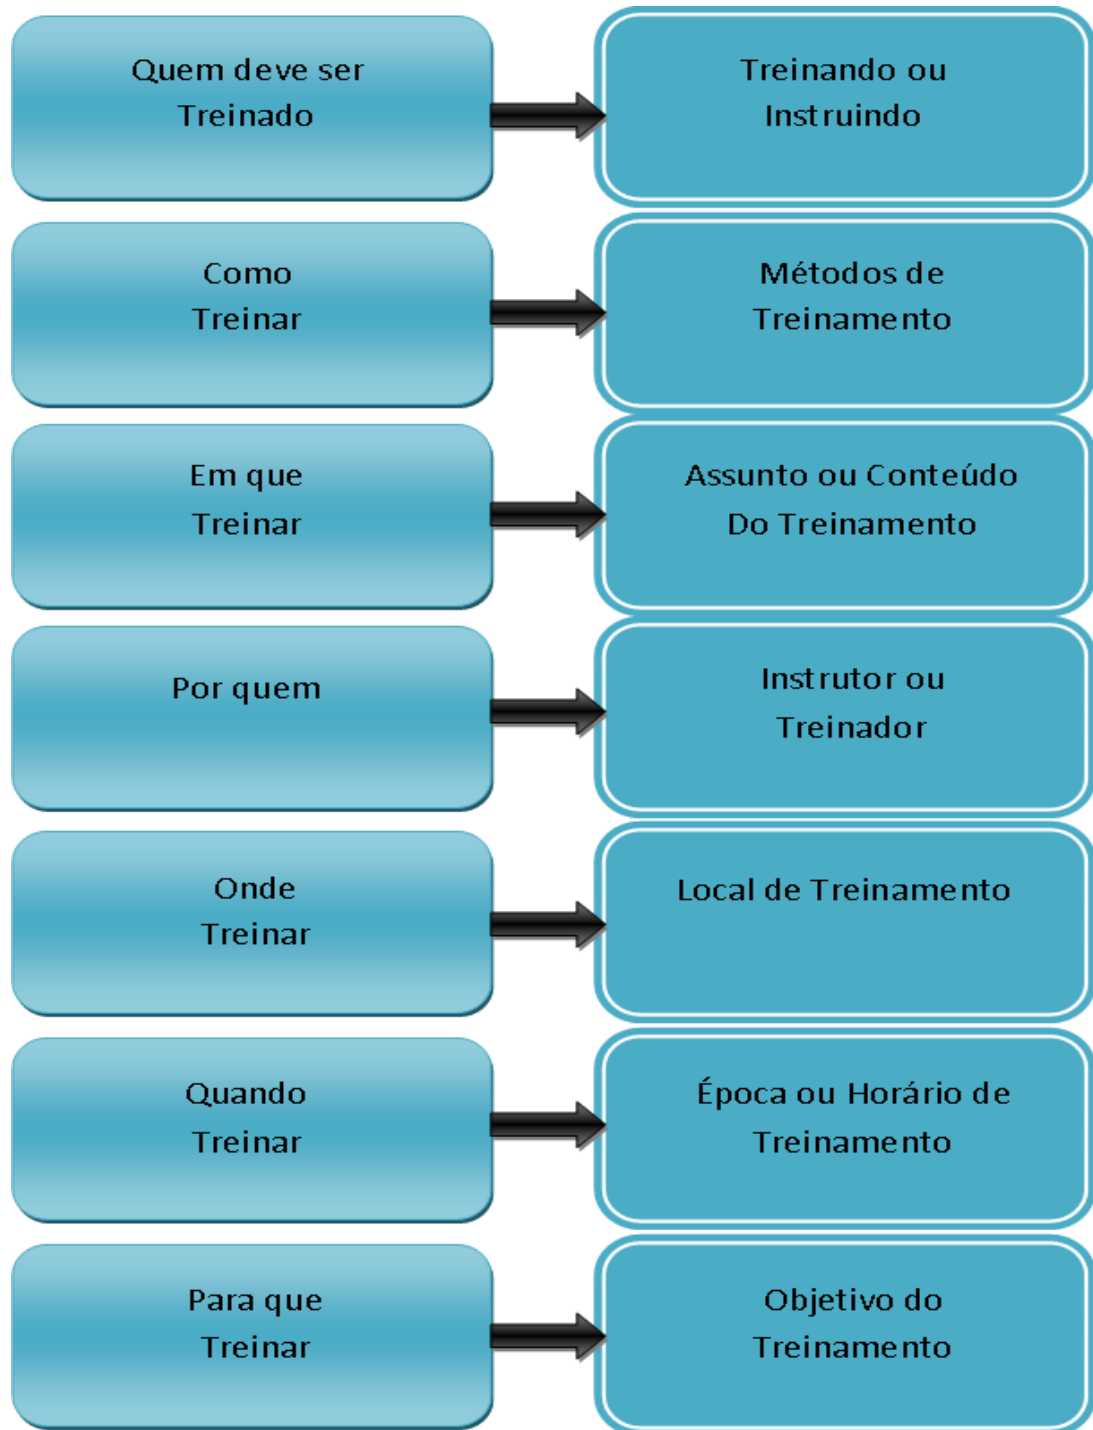 Quem deve ser
Treinado
Treinando ou
Instruindo
Como
Treinar
Métodos de
Treinamento
Em que
Treinar
Assunto ou Conteúdo
Do Treinamento
Por quem
Instrutor ou
Treinador
Onde
Treinar
Local de Treinamento
Quando
Treinar
Época ou Horário de
Treinamento
Para que
Treinar
Objetivo do
Treinamento